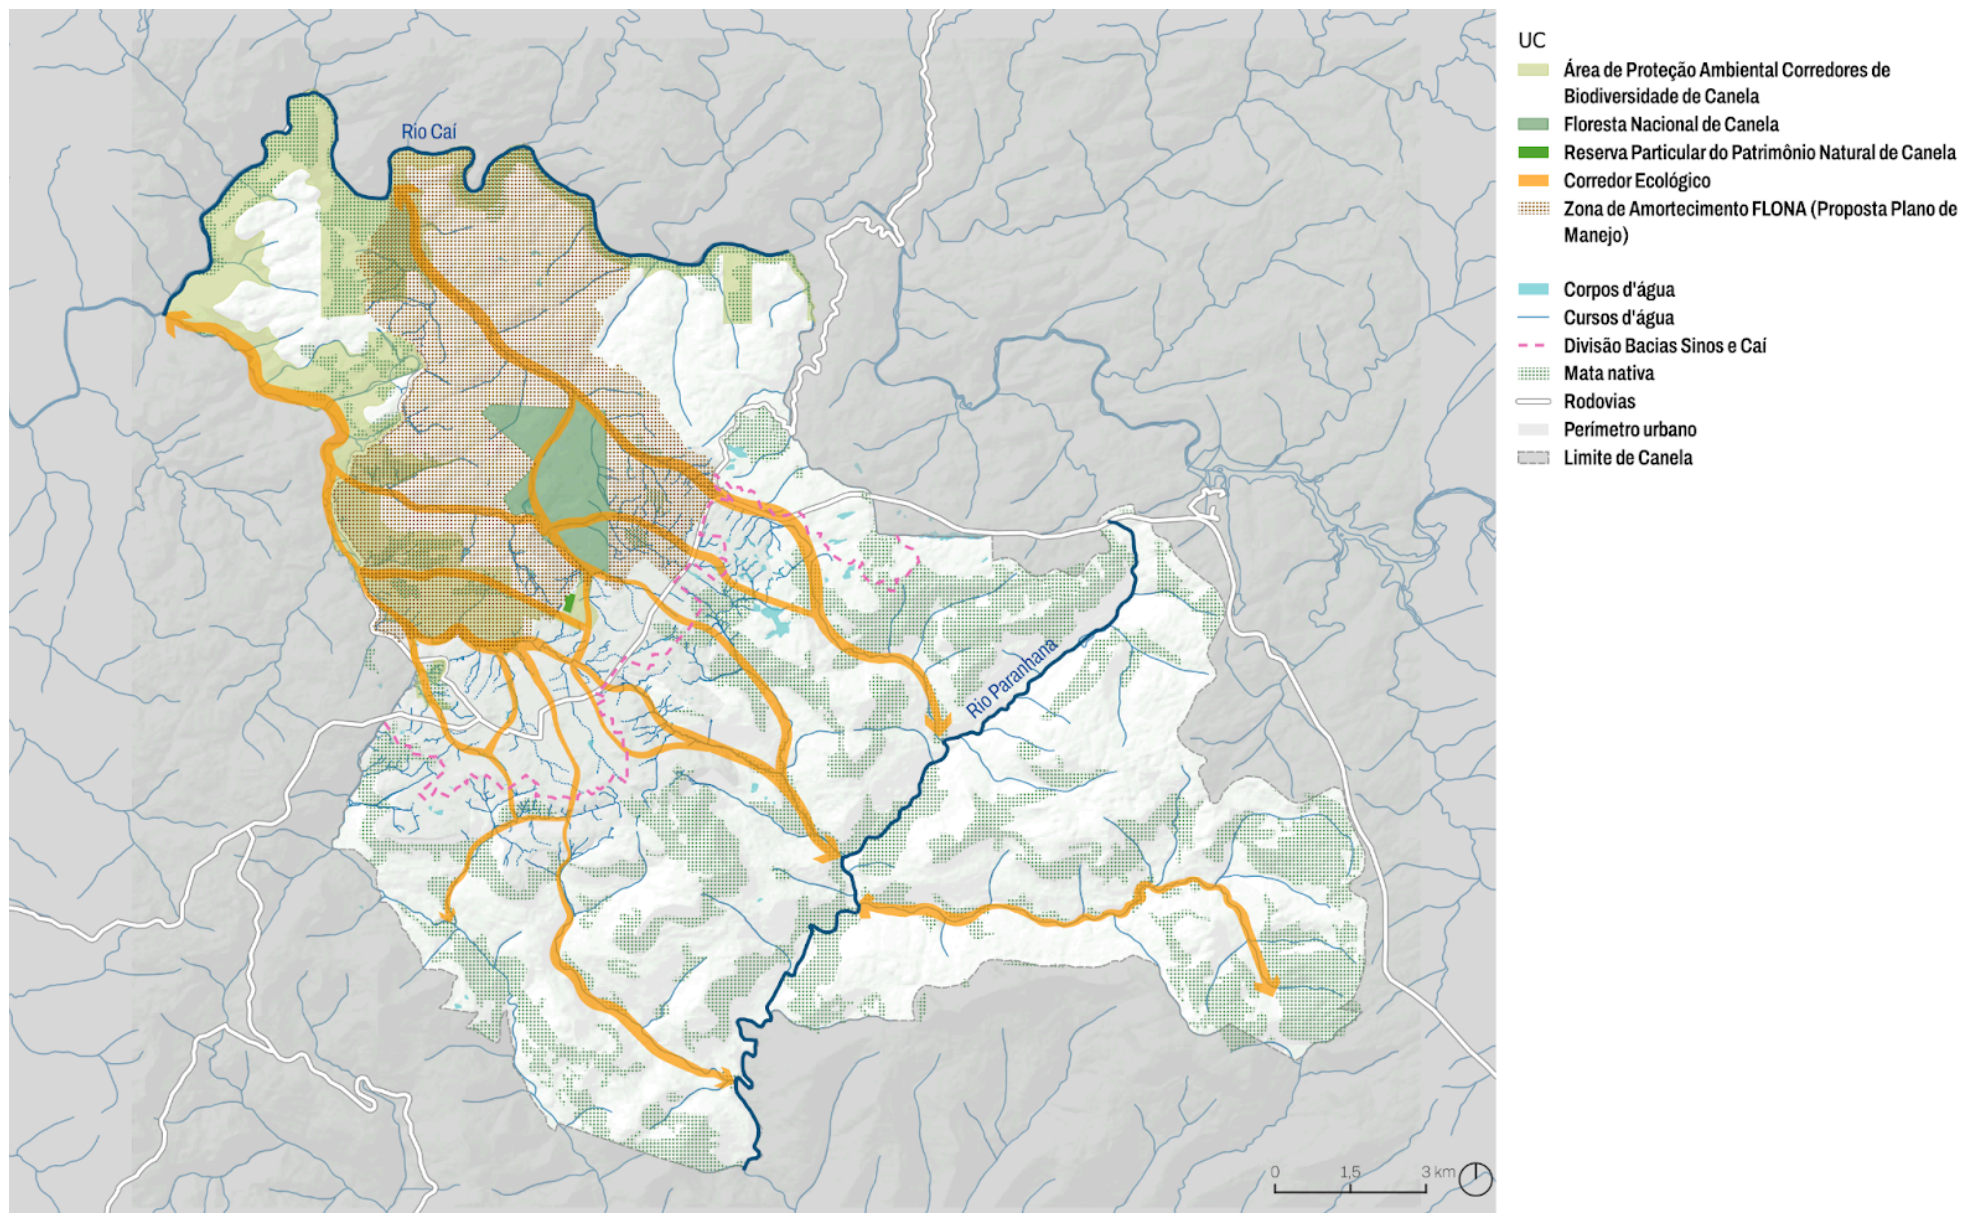 Rio Caí
Rio Paranhana
0 1,5 3 km
UC
Área de Proteção Ambiental Corredores de
Biodiversidade de Canela
Floresta Nacional de Canela
Reserva Particular do Patrimônio Natural de Canela
Corredor Ecológico
Zona de Amortecimento FLONA (Proposta Plano de
Manejo)
Corpos d'água
Cursos d'água
Divisão Bacias Sinos e Caí
Mata nativa
Rodovias
Perímetro urbano
Limite de Canela